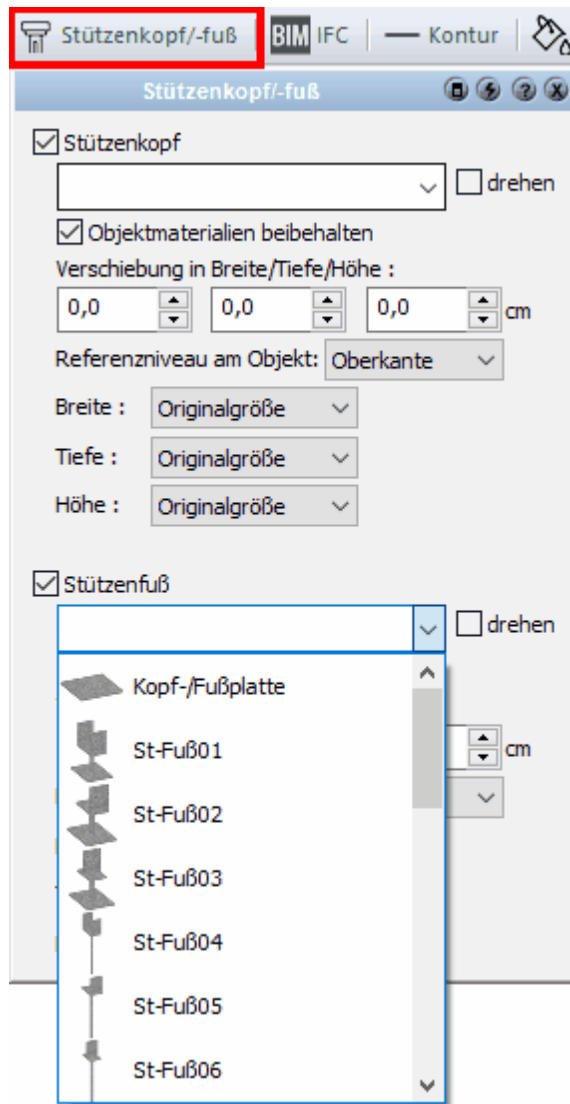 Stützenkopf/-fuß BIM IFC Kontur
Stützenkopf/-fuß
Stützenkopf
drehen
Objektmaterialien beibehalten
Verschiebung in Breite/Tiefe/Höhe :
0,0 0,0 0,0 cm
Referenzniveau am Objekt: Oberkante
Breite : Originalgröße
Tiefe : Originalgröße
Höhe : Originalgröße
Stützenfuß
drehen
Kopf-/Fußplatte
St-Fuß01
cm
St-Fuß02
St-Fuß03
St-Fuß04
St-Fuß05
St-Fuß06